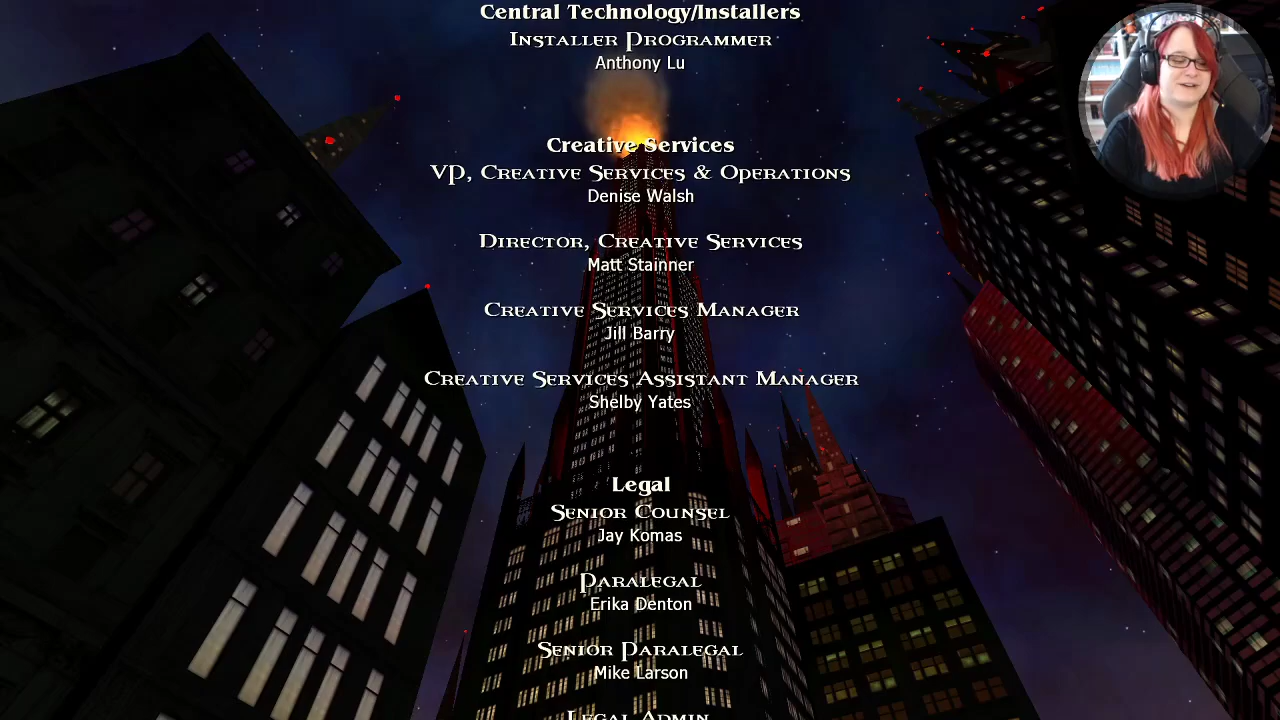 Central Technology/Installers
Installer Programmer
Anthony Lu
Creative Services
VP, Creative Services & Operations
Denise Walsh
Director, Creative Services
Matt Stainner
Creative Services Manager
Jill Barry
Creative Services Assistant Manager
Shelby Yates
Legal
Senior Counsel
Jay Komas
Paralegal
Erika Denton
Senior Paralegal
Mike Larson
Legal Admin